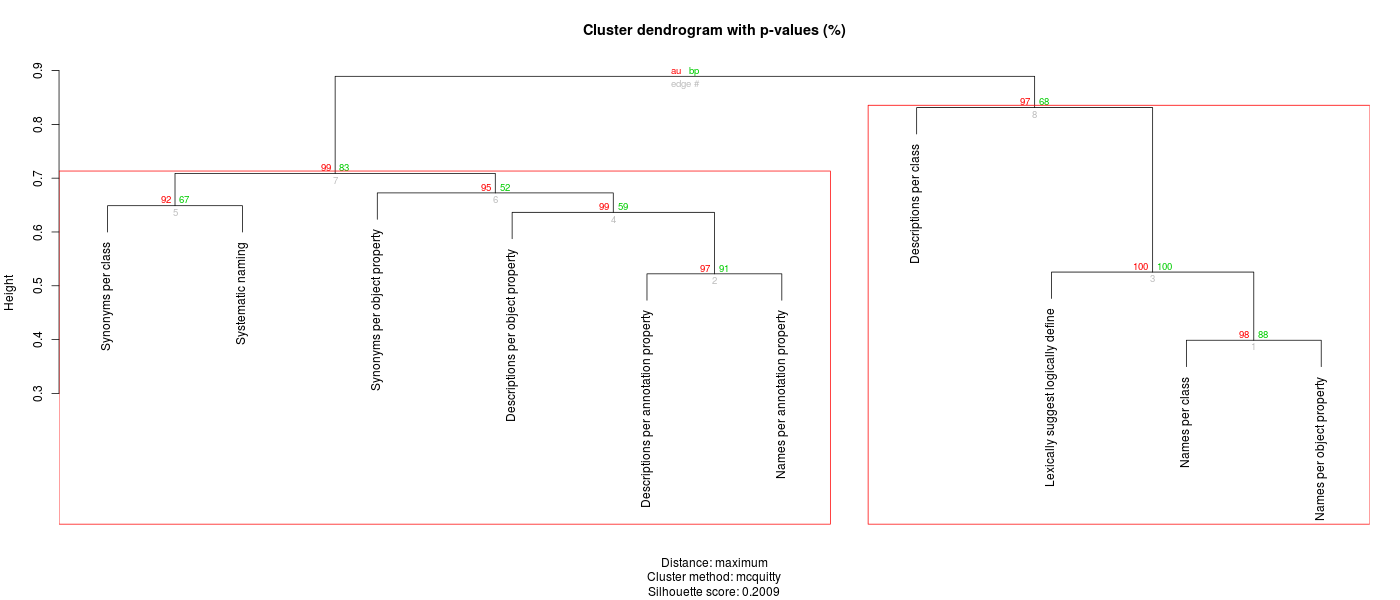 Cluster dendrogram with p-values (%)
Height
0.9
0.8
0.7
0.6
0.5
0.4
0.3
au bp
edge #
97 68
8
99 83
7
95 52
6
92 67
5
99 59
4
97 91
2
100 100
3
98 88
1
Synonyms per class
Systematic naming
Synonyms per object property
Descriptions per object property
Descriptions per annotation property
Names per annotation property
Descriptions per class
Lexically suggest logically define
Names per class
Names per object property
Distance: maximum
Cluster method: mcquitty
Silhouette score: 0.2009